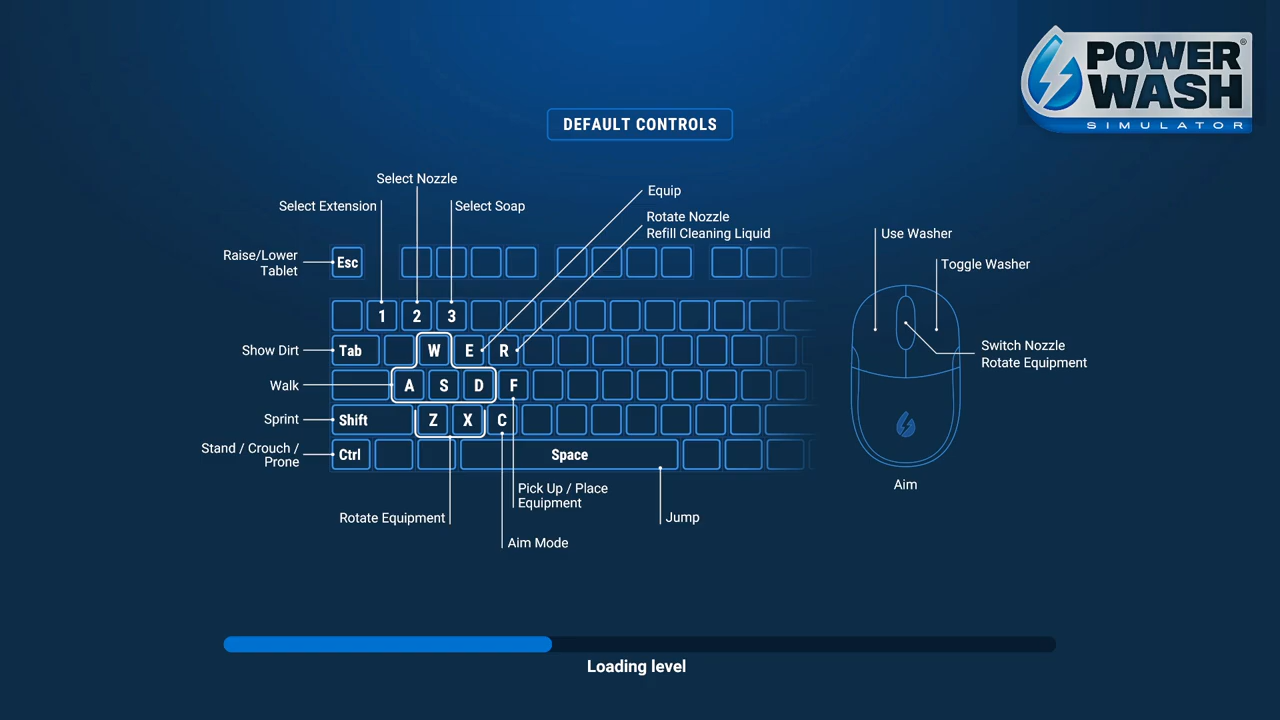 POWER
WASH
SIMULATOR
DEFAULT CONTROLS
Select Nozzle
Select Extension
Select Soap
Equip
Rotate Nozzle
Refill Cleaning Liquid
Raise/Lower
Tablet
Esc
Use Washer
Toggle Washer
1 2 3
Show Dirt
Tab W E R
Switch Nozzle
Rotate Equipment
Walk
A S D F
Sprint
Shift Z X C
Stand / Crouch /
Prone
Ctrl Space
Aim
Pick Up / Place
Equipment
Rotate Equipment
Jump
Aim Mode
Loading level